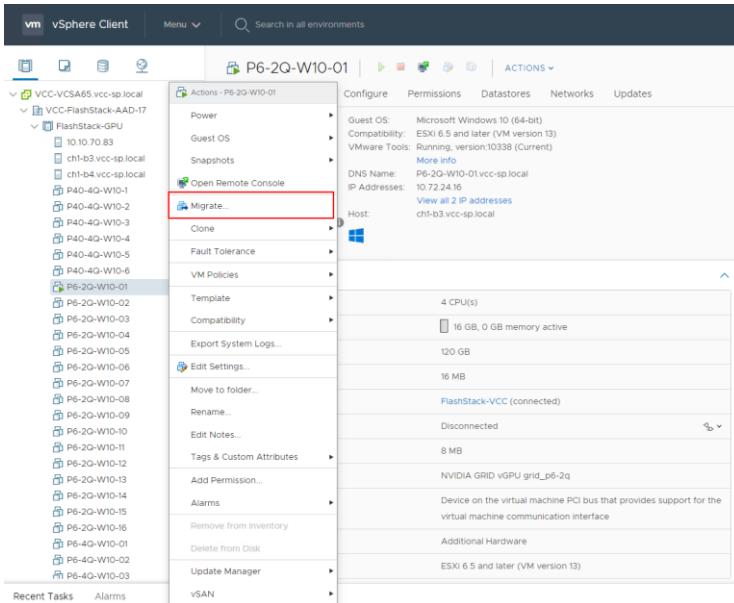 vm vSphere Client Menu Search in all environments
P6-2Q-W10-01 ACTIONS
VCC-VCSA65.vcc-sp.local
VCC-FlashStack-AAD-17
FlashStack-GPU
10.10.70.83
ch1-b3.vcc-sp.local
ch1-b4.vcc-sp.local
P40-4Q-W10-1
P40-4Q-W10-2
P40-4Q-W10-3
P40-4Q-W10-4
P40-4Q-W10-5
P40-4Q-W10-6
P6-2Q-W10-01
P6-2Q-W10-02
P6-2Q-W10-03
P6-2Q-W10-04
P6-2Q-W10-05
P6-2Q-W10-06
P6-2Q-W10-07
P6-2Q-W10-08
P6-2Q-W10-09
P6-2Q-W10-10
P6-2Q-W10-11
P6-2Q-W10-12
P6-2Q-W10-13
P6-2Q-W10-14
P6-2Q-W10-15
P6-2Q-W10-16
P6-4Q-W10-01
P6-4Q-W10-02
P6-4Q-W10-03
Actions - P6-2Q-W10-01
Power
Guest OS
Snapshots
Open Remote Console
Migrate...
Clone
Fault Tolerance
VM Policies
Template
Compatibility
Export System Logs...
Edit Settings...
Move to folder...
Rename...
Edit Notes...
Tags & Custom Attributes
Add Permission...
Alarms
Remove from Inventory
Delete from Disk
Update Manager
vSAN
Configure Permissions Datastores Networks Updates
Guest OS: Microsoft Windows 10 (64-bit)
Compatibility: ESXi 6.5 and later (VM version 13)
VMware Tools: Running, version:10338 (Current)
More info
DNS Name: P6-2Q-W10-01.vcc-sp.local
IP Addresses: 10.72.24.16
View all 2 IP addresses
Host: ch1-b3.vcc-sp.local
4 CPU(s)
16 GB, 0 GB memory active
120 GB
16 MB
FlashStack-VCC (connected)
Disconnected
8 MB
NVIDIA GRID vGPU grid_p6-2q
Device on the virtual machine PCI bus that provides support for the
virtual machine communication interface
Additional Hardware
ESXi 6.5 and later (VM version 13)
Recent Tasks Alarms